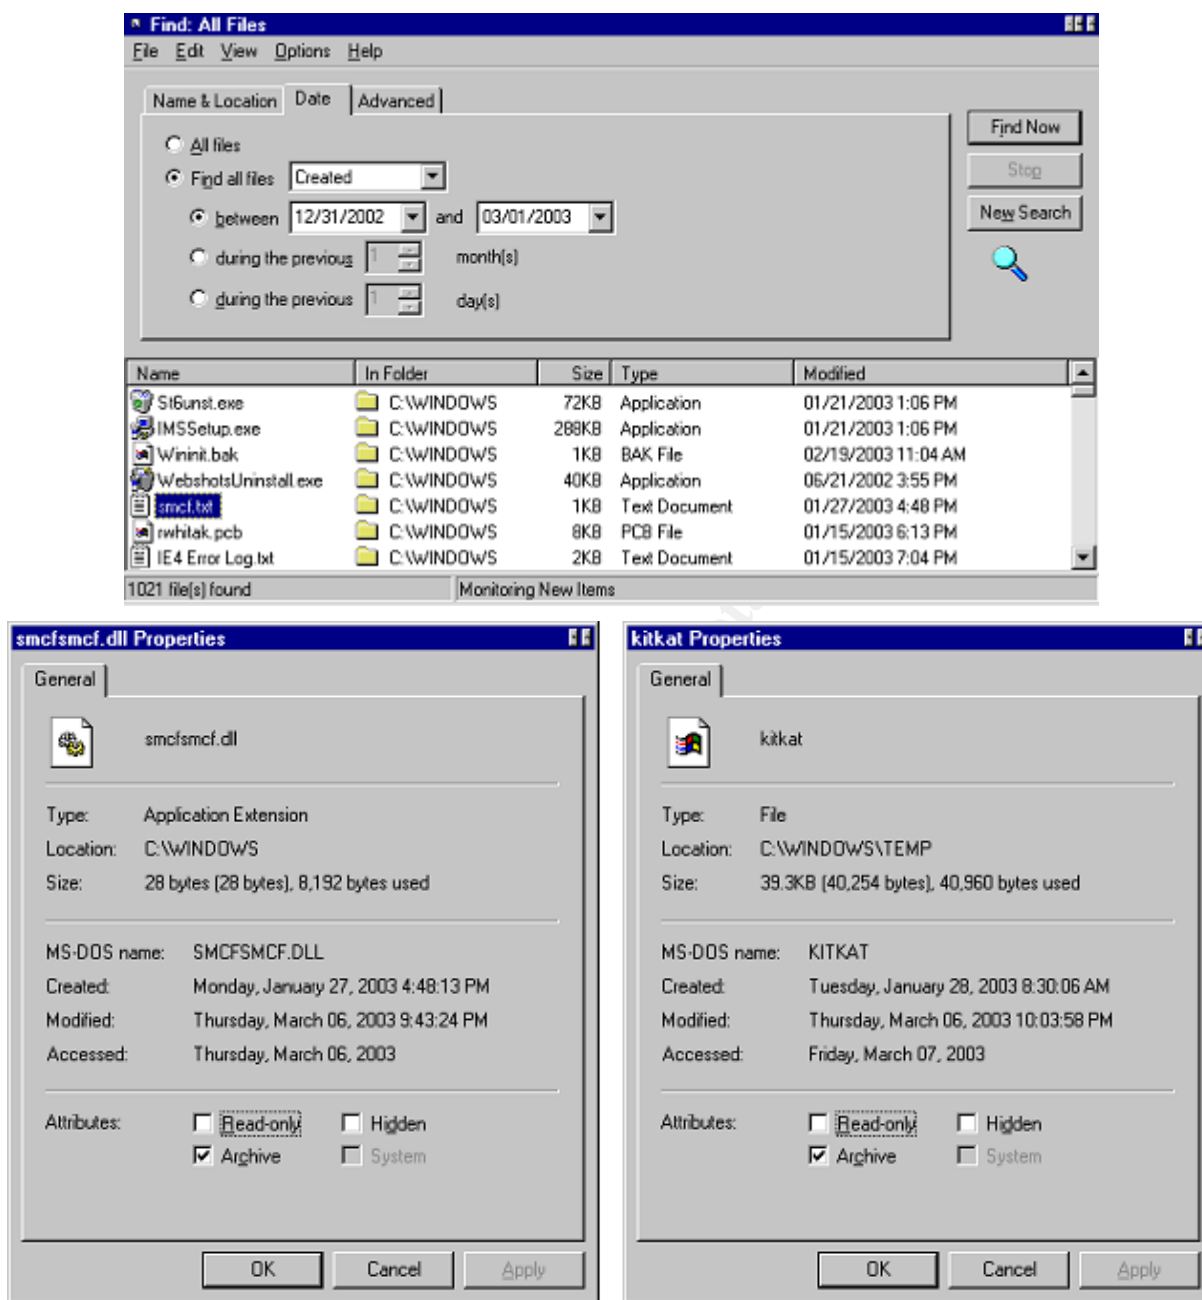 Find: All Files
File Edit View Options Help
Name & Location Date Advanced
All files
Find all files Created
between 12/31/2002 and 03/01/2003
during the previous 1 month(s)
during the previous 1 day(s)
Find Now
Stop
New Search
Name In Folder Size Type Modified
St6unst.exe C:\WINDOWS 72KB Application 01/21/2003 1:06 PM
IMSSetup.exe C:\WINDOWS 288KB Application 01/21/2003 1:06 PM
Wininit.bak C:\WINDOWS 1KB BAK File 02/19/2003 11:04 AM
WebshotsUninstall.exe C:\WINDOWS 40KB Application 06/21/2002 3:55 PM
smcf.txt C:\WINDOWS 1KB Text Document 01/27/2003 4:48 PM
rwhitak.pcb C:\WINDOWS 8KB PCB File 01/15/2003 6:13 PM
IE4 Error Log.txt C:\WINDOWS 2KB Text Document 01/15/2003 7:04 PM
1021 file(s) found Monitoring New Items
smcfsmcf.dll Properties
General
smcfsmcf.dll
Type: Application Extension
Location: C:\WINDOWS
Size: 28 bytes (28 bytes), 8,192 bytes used
MS-DOS name: SMCFSMCF.DLL
Created: Monday, January 27, 2003 4:48:13 PM
Modified: Thursday, March 06, 2003 9:43:24 PM
Accessed: Thursday, March 06, 2003
Attributes: Read-only Hidden
Archive System
OK Cancel Apply
kitkat Properties
General
kitkat
Type: File
Location: C:\WINDOWS\TEMP
Size: 39.3KB (40,254 bytes), 40,960 bytes used
MS-DOS name: KITKAT
Created: Tuesday, January 28, 2003 8:30:06 AM
Modified: Thursday, March 06, 2003 10:03:58 PM
Accessed: Friday, March 07, 2003
Attributes: Read-only Hidden
Archive System
OK Cancel Apply